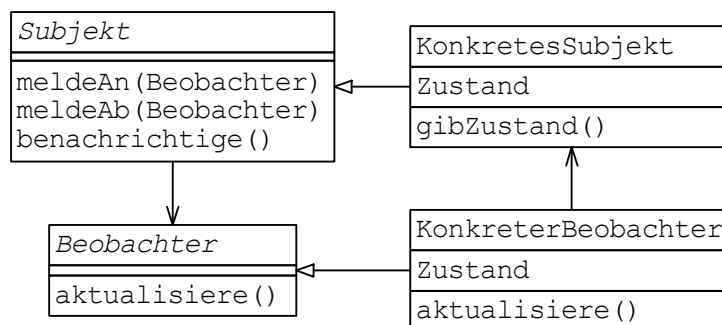 Subjekt
meldeAn(Beobachter)
meldeAb(Beobachter)
benachrichtige()
KonkretesSubjekt
Zustand
gibZustand()
Beobachter
aktualisiere()
KonkreterBeobachter
Zustand
aktualisiere()